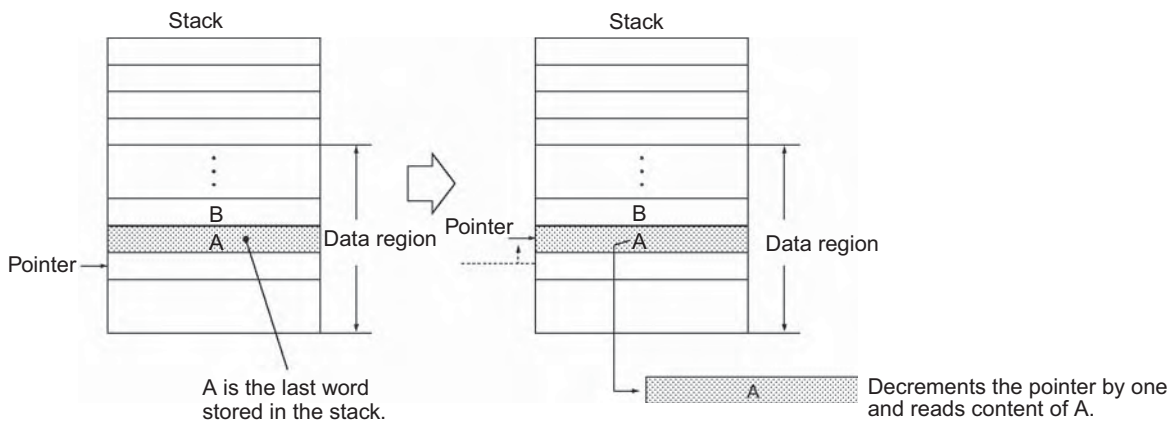 Stack
Stack
B
A
Data region
Pointer
A is the last word
stored in the stack.
B
Pointer
A
Data region
A
Decrements the pointer by one
and reads content of A.